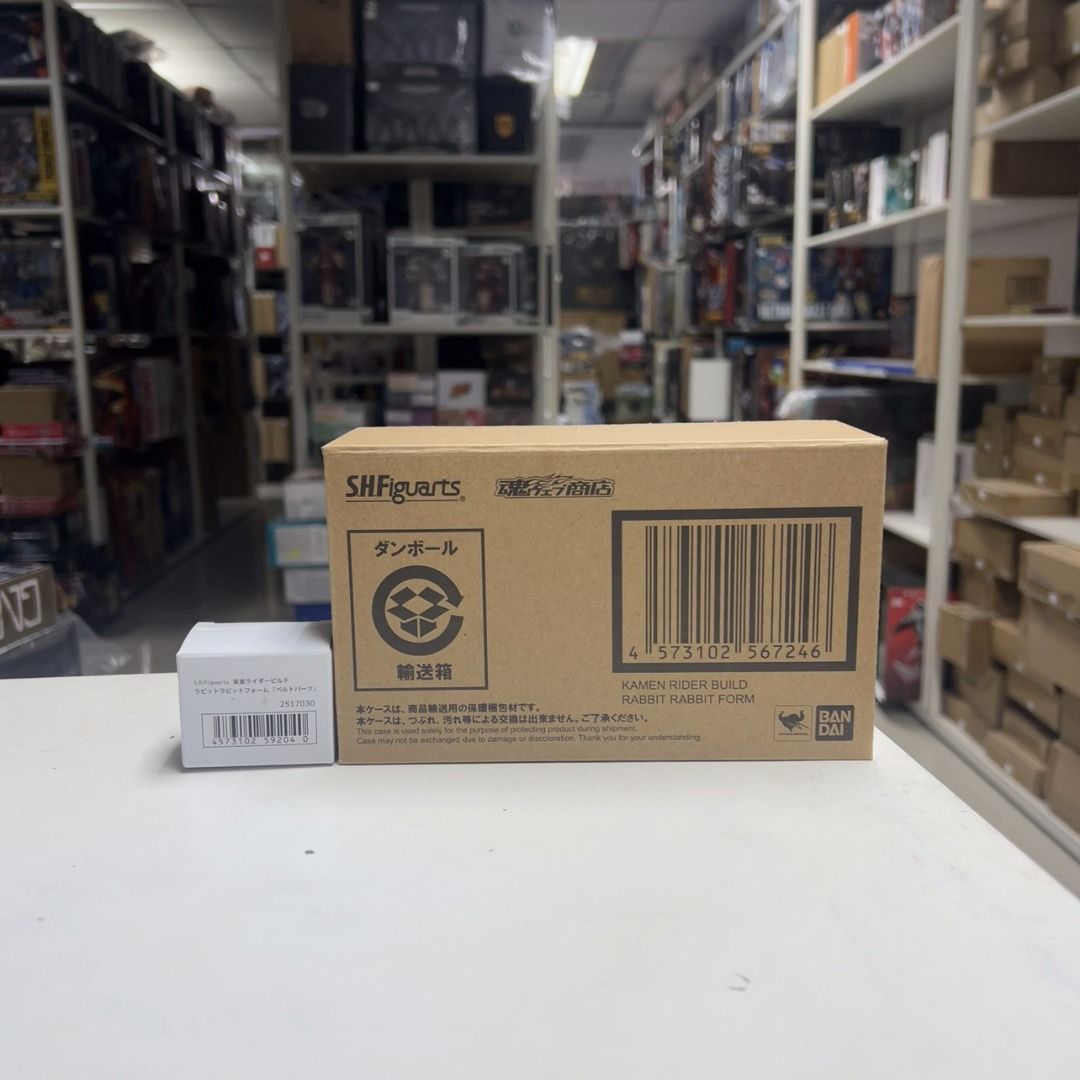 S.H.Figuarts®
魂ウェブ商店
ダンボール
輸送箱
4 573102 567246
KAMEN RIDER BUILD
RABBIT RABBIT FORM
本ケースは、商品輸送用の保護梱包材です。
本ケースは、つぶれ、汚れ等による交換は出来ません。ご了承ください。
This case is used solely for the purpose of protecting product during shipment.
Case may not be exchanged due to damage or discoloration. Thank you for your understanding.
BAN
DAI
S.H.Figuarts 仮面ライダービルド
ラビットラビットフォーム「ベルトパーツ」
2517030
4573102 59204 0